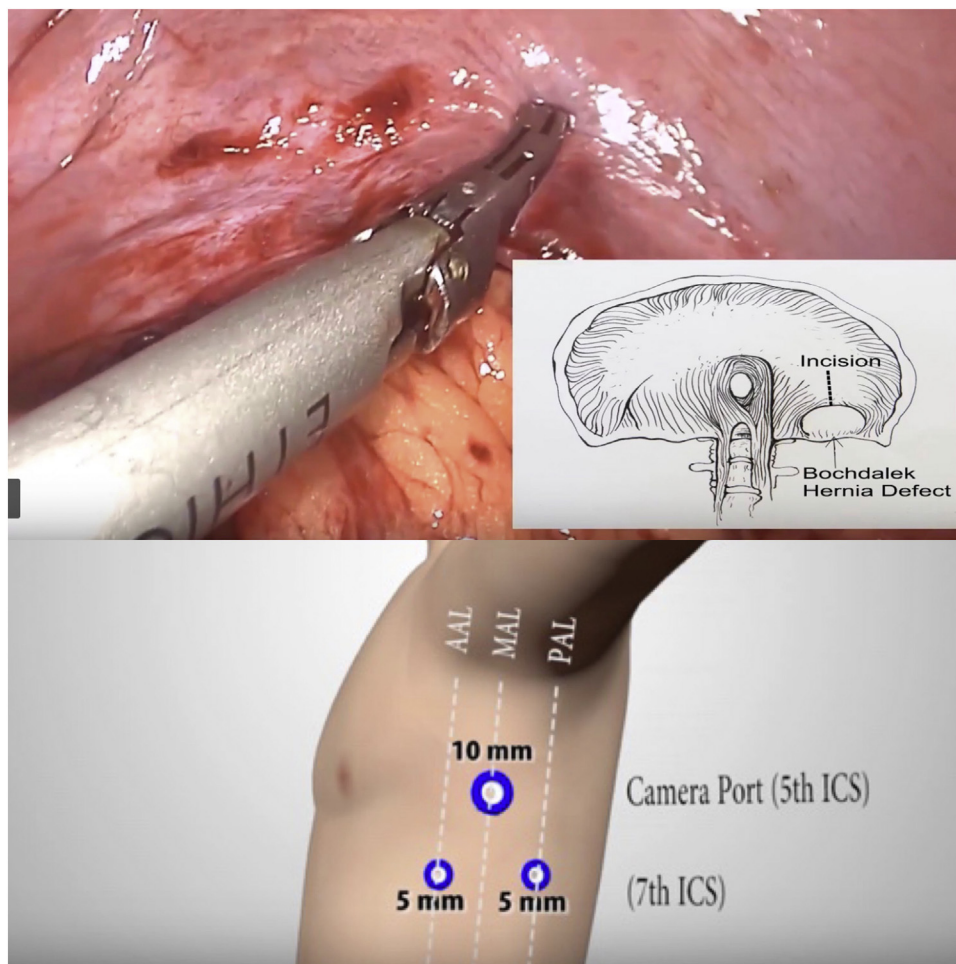 Incision
Bochdalek
Hernia Defect
AAL
MAL
PAL
10 mm
Camera Port (5th ICS)
5 mm
5 mm
(7th ICS)